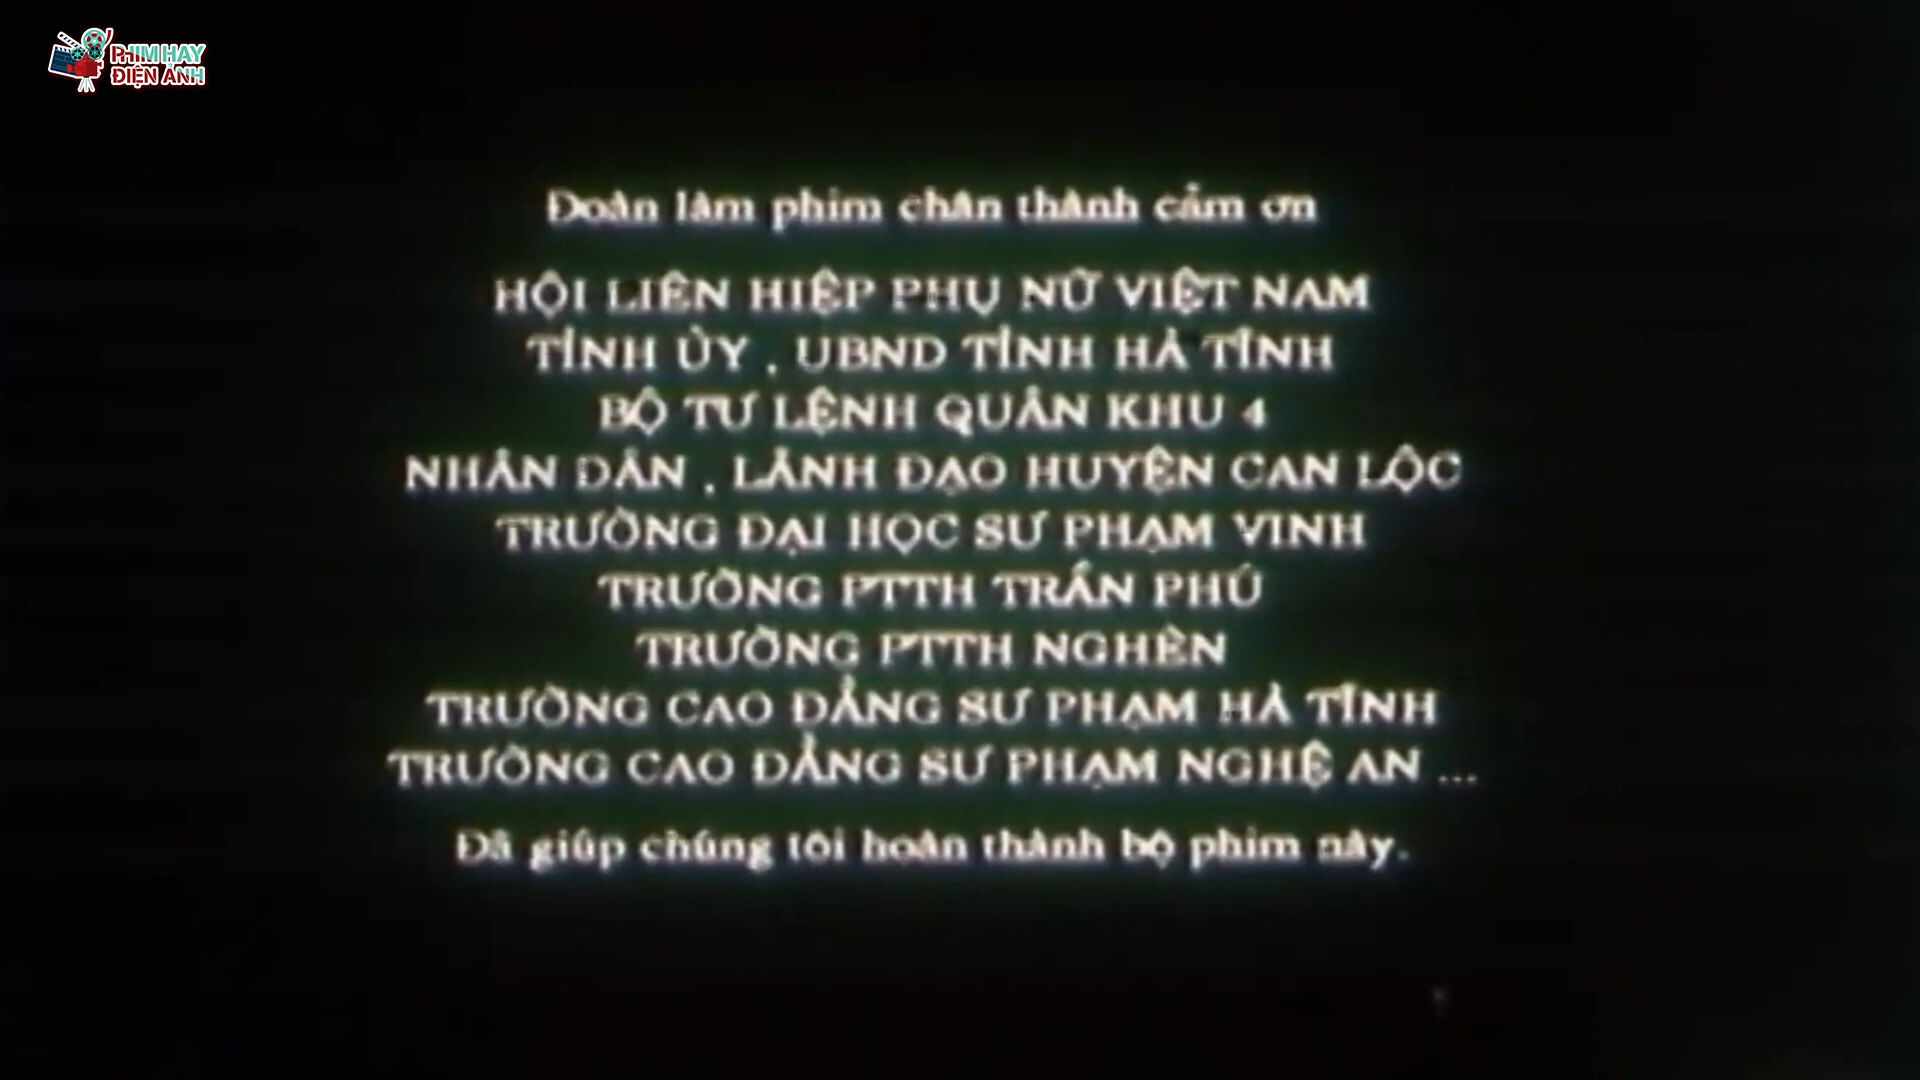 PHIM HAY
ĐIỆN ẢNH
Đoàn làm phim chân thành cảm ơn
HỘI LIÊN HIỆP PHỤ NỮ VIỆT NAM
TỈNH ỦY , UBND TỈNH HÀ TĨNH
BỘ TƯ LỆNH QUÂN KHU 4
NHÂN DÂN , LÃNH ĐẠO HUYỆN CAN LỘC
TRƯỜNG ĐẠI HỌC SƯ PHẠM VINH
TRƯỜNG PTTH TRẦN PHÚ
TRƯỜNG PTTH NGHÈN
TRƯỜNG CAO ĐẲNG SƯ PHẠM HÀ TĨNH
TRƯỜNG CAO ĐẲNG SƯ PHẠM NGHỆ AN ...
Đã giúp chúng tôi hoàn thành bộ phim này.